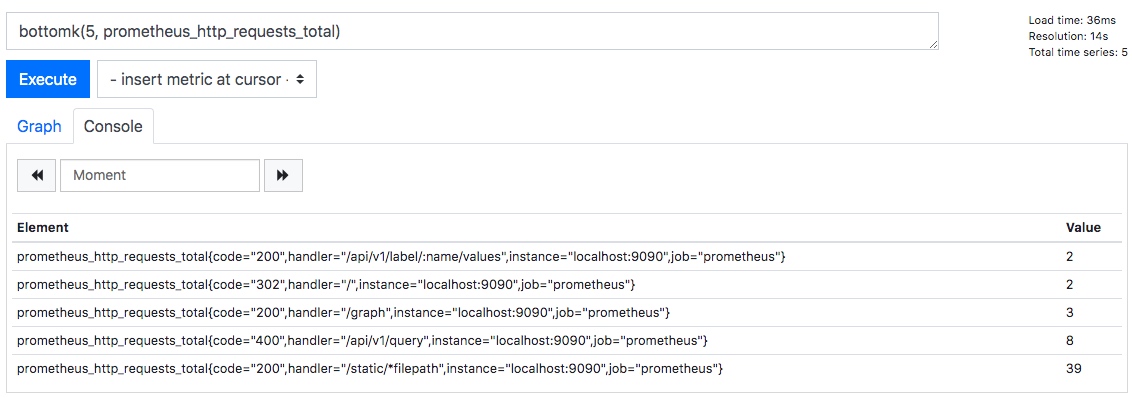 bottomk(5, prometheus_http_requests_total)
Load time: 36ms
Resolution: 14s
Total time series: 5
Execute
- insert metric at cursor -
Graph
Console
Moment
Element Value
prometheus_http_requests_total{code="200",handler="/api/v1/label/:name/values",instance="localhost:9090",job="prometheus"} 2
prometheus_http_requests_total{code="302",handler="/",instance="localhost:9090",job="prometheus"} 2
prometheus_http_requests_total{code="200",handler="/graph",instance="localhost:9090",job="prometheus"} 3
prometheus_http_requests_total{code="400",handler="/api/v1/query",instance="localhost:9090",job="prometheus"} 8
prometheus_http_requests_total{code="200",handler="/static/*filepath",instance="localhost:9090",job="prometheus"} 39